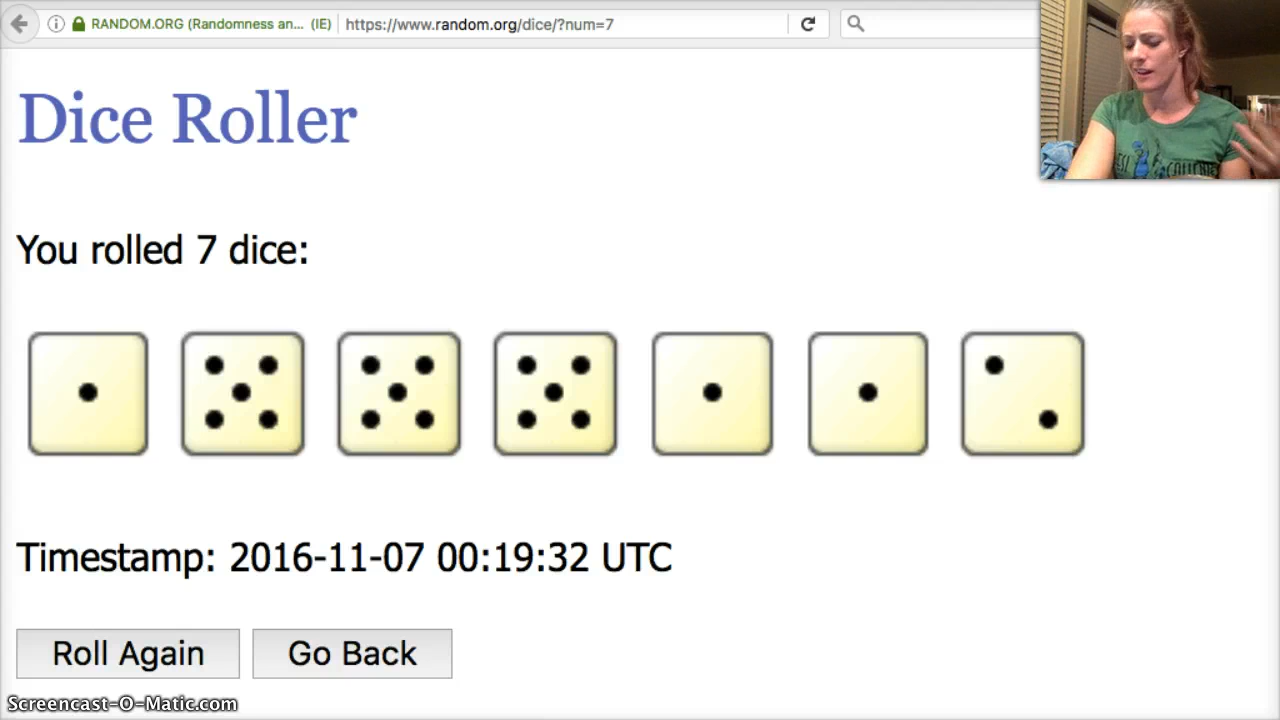 RANDOM.ORG (Randomness an... (IE) https://www.random.org/dice/?num=7
Dice Roller
You rolled 7 dice:
Timestamp: 2016-11-07 00:19:32 UTC
Roll Again Go Back
Screencast-O-Matic.com